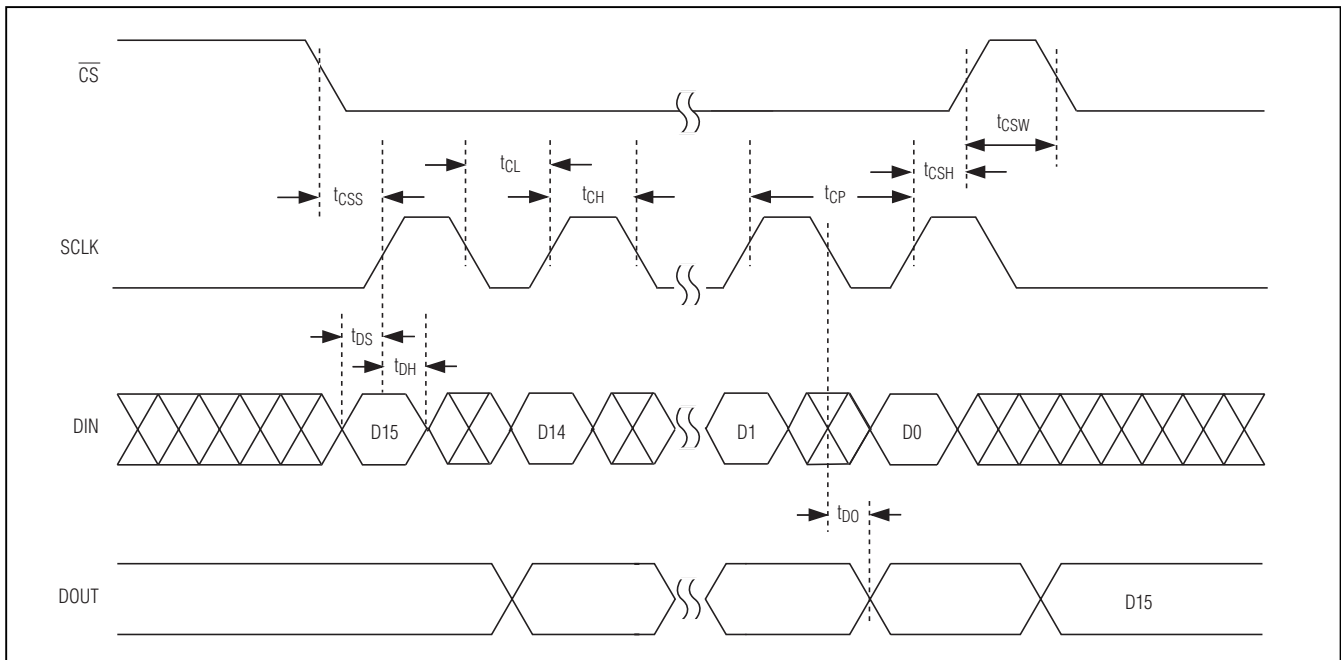 CS
tCSW
tCL
tCSH
tCSS
tCH
tCP
SCLK
tDS
tDH
DIN
D15
D14
D1
D0
tDO
DOUT
D15